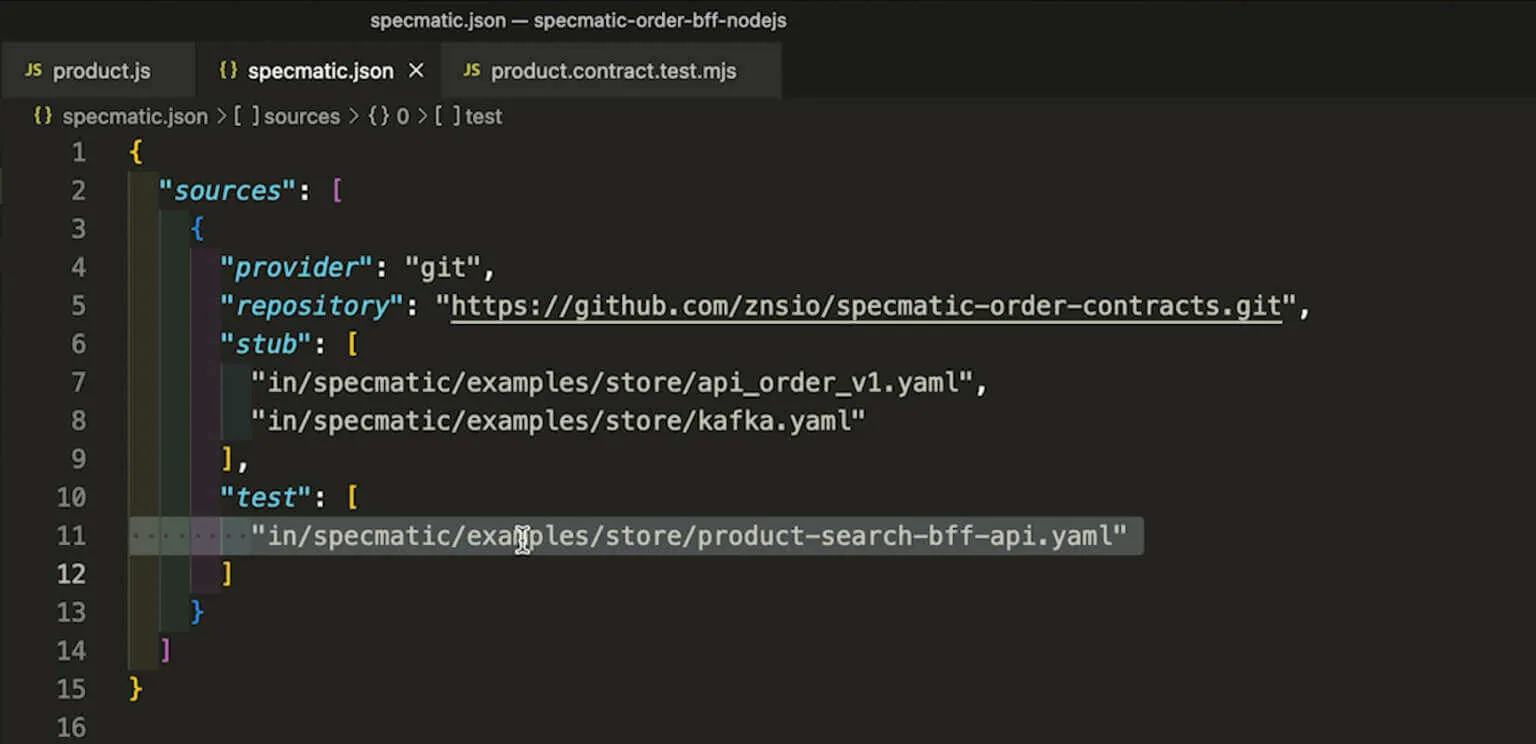 specmatic.json — specmatic-order-bff-nodejs
JS product.js {} specmatic.json × JS product.contract.test.mjs
{} specmatic.json > [ ] sources > {} 0 > [ ] test
1 {
2 "sources": [
3 {
4 "provider": "git",
5 "repository": "https://github.com/znsio/specmatic-order-contracts.git",
6 "stub": [
7 "in/specmatic/examples/store/api_order_v1.yaml",
8 "in/specmatic/examples/store/kafka.yaml"
9 ],
10 "test": [
11 "in/specmatic/examples/store/product-search-bff-api.yaml"
12 ]
13 }
14 ]
15 }
16